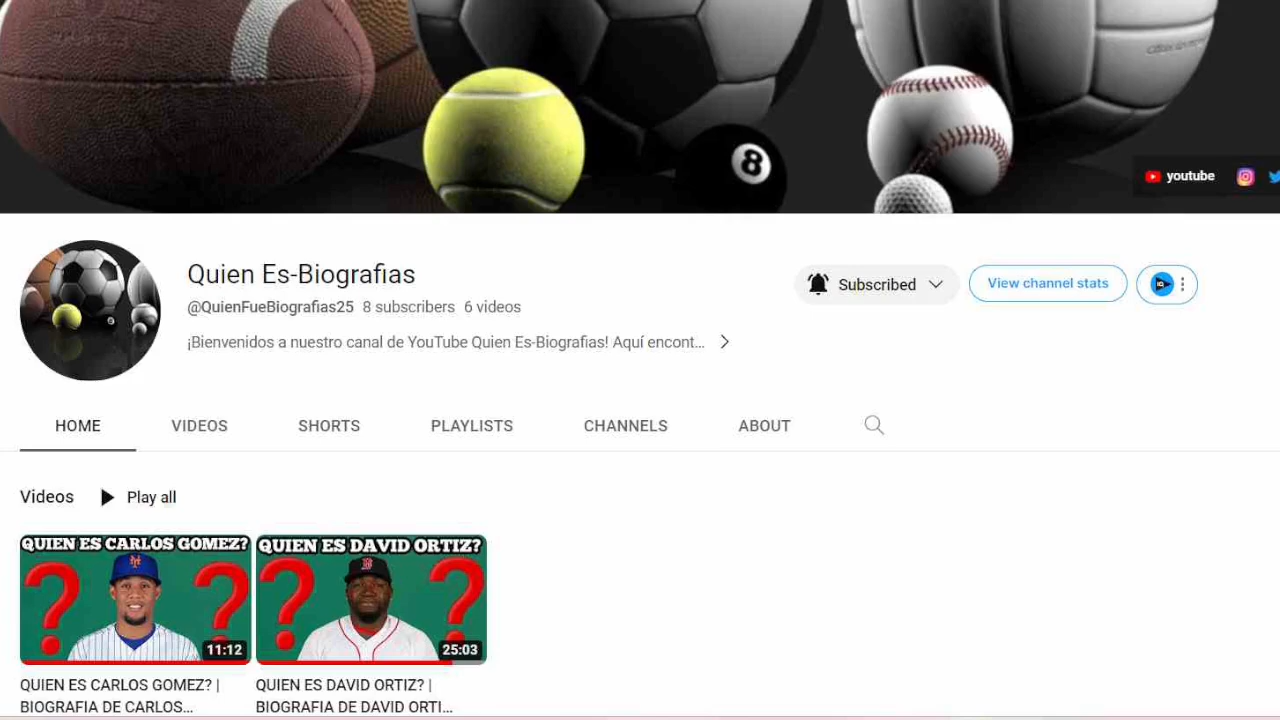 8
youtube
Quien Es-Biografias
@QuienFueBiografias25 8 subscribers 6 videos
¡Bienvenidos a nuestro canal de YouTube Quien Es-Biografias! Aquí encont...
Subscribed
View channel stats
HOME VIDEOS SHORTS PLAYLISTS CHANNELS ABOUT
Videos Play all
QUIEN ES CARLOS GOMEZ?
11:12
QUIEN ES DAVID ORTIZ?
25:03
QUIEN ES CARLOS GOMEZ? |
BIOGRAFIA DE CARLOS...
QUIEN ES DAVID ORTIZ? |
BIOGRAFIA DE DAVID ORTI...